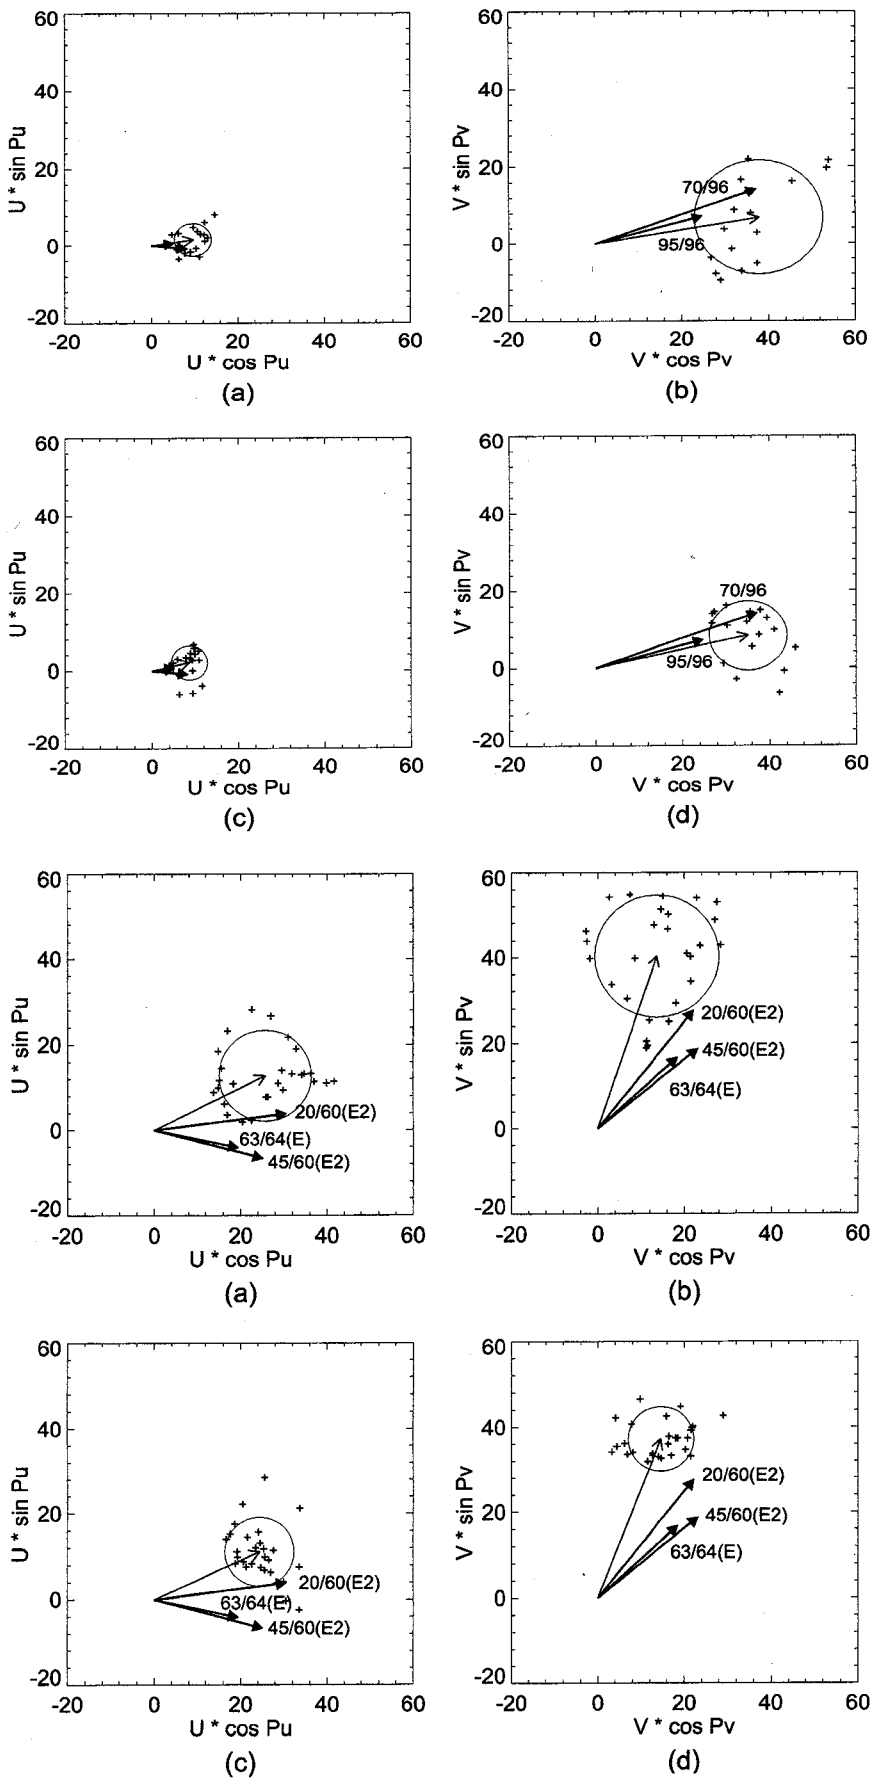 60
40
20
0
-20
U * sin Pu
-20 0 20 40 60
U * cos Pu
(a)
60
40
20
0
-20
V * sin Pv
70/96
95/96
-20 0 20 40 60
V * cos Pv
(b)
60
40
20
0
-20
U * sin Pu
-20 0 20 40 60
U * cos Pu
(c)
60
40
20
0
-20
V * sin Pv
70/96
95/96
-20 0 20 40 60
V * cos Pv
(d)
60
40
20
0
-20
U * sin Pu
20/60(E2)
63/64(E)
45/60(E2)
-20 0 20 40 60
U * cos Pu
(a)
60
40
20
0
-20
V * sin Pv
20/60(E2)
45/60(E2)
63/64(E)
-20 0 20 40 60
V * cos Pv
(b)
60
40
20
0
-20
U * sin Pu
20/60(E2)
63/64(E)
45/60(E2)
-20 0 20 40 60
U * cos Pu
(c)
60
40
20
0
-20
V * sin Pv
20/60(E2)
45/60(E2)
63/64(E)
-20 0 20 40 60
V * cos Pv
(d)